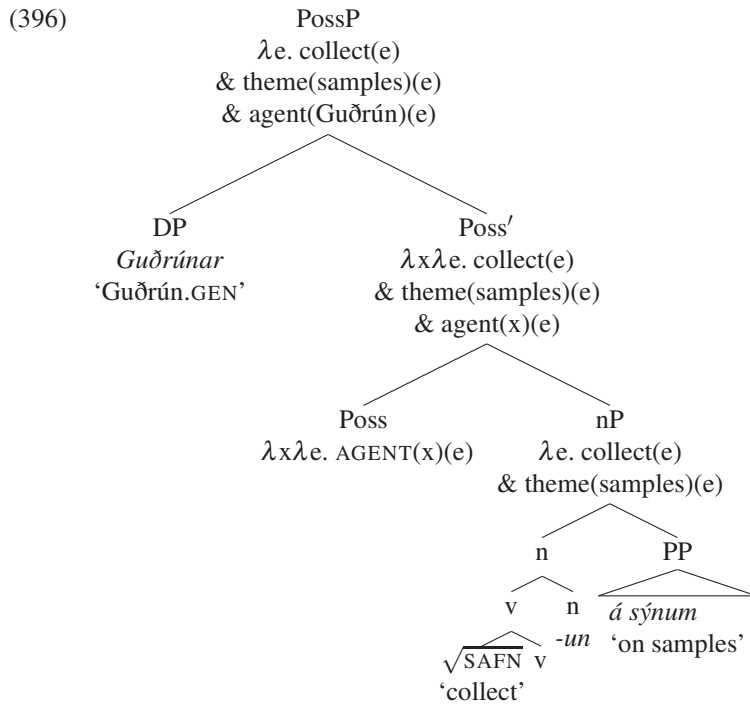 (396) PossP
λe. collect(e)
& theme(samples)(e)
& agent(Guðrún)(e)
DP Poss′
Guðrúnar λxλe. collect(e)
‘Guðrún.GEN’ & theme(samples)(e)
& agent(x)(e)
Poss nP
λxλe. AGENT(x)(e) λe. collect(e)
& theme(samples)(e)
n PP
v n á sýnum
-un ‘on samples’
√SAFN v
‘collect’